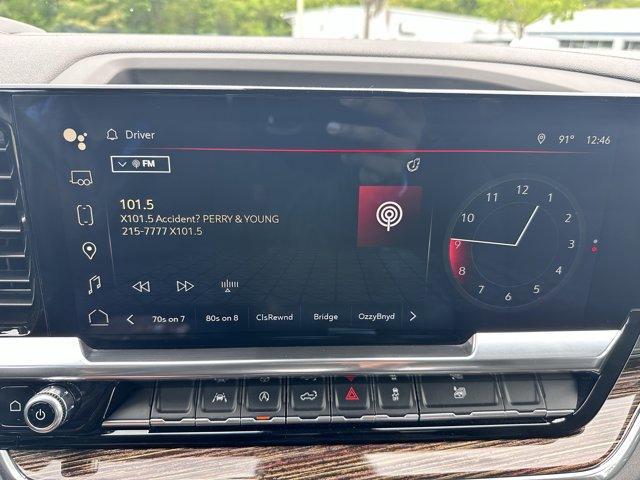 Driver
91° 12:46
FM
101.5
X101.5 Accident? PERRY & YOUNG
215-7777 X101.5
70s on 7 80s on 8 ClsRewnd Bridge OzzyBnyd
12
1
2
3
4
5
6
7
8
9
10
11